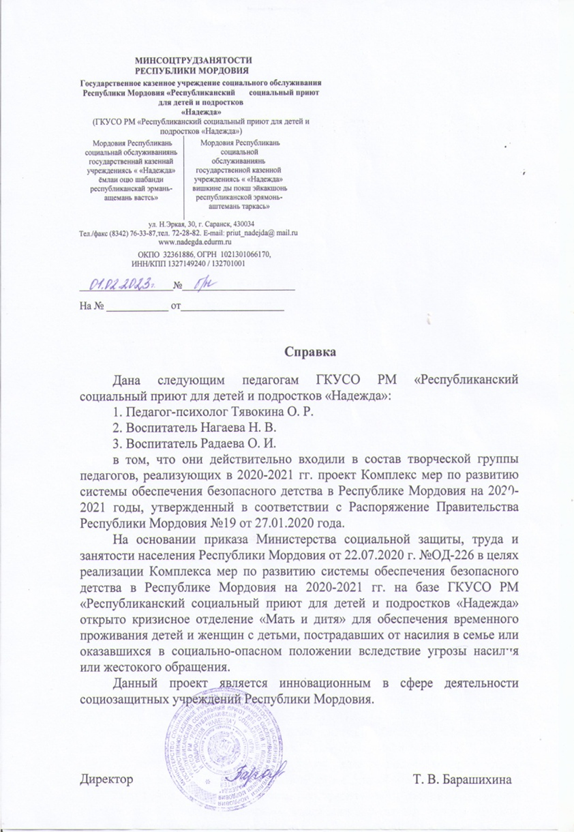 МИНСОЦТРУДЗАНЯТОСТИ
РЕСПУБЛИКИ МОРДОВИЯ
Государственное казенное учреждение социального обслуживания
Республики Мордовия «Республиканский социальный приют
для детей и подростков
«Надежда»
(ГКУСО РМ «Республиканский социальный приют для детей и
подростков «Надежда»)
Мордовия Республикань
социальнай обслуживаниянь
государственнай казеннай
учреждениясь « «Надежда»
ёмлан оцю шабанди
республиканскай эрмань-
ащемань вастсь»
Мордовия Республикань
социальной
обслуживаниянь
государственной казенной
учреждениясь « «Надежда»
вишкине ды покш эйкакшонь
республиканской эрямонь-
аштемань таркась»
ул. Н.Эркая, 30, г. Саранск, 430034
Тел./факс (8342) 76-33-87,тел. 72-28-82. E-mail: priut_nadejda@ mail.ru
www.nadegda.edurm.ru
ОКПО 32361886, ОГРН 1021301066170,
ИНН/КПП 1327149240 / 132701001
01.02.2023г. № б/н
На № ____________ от____________________
Справка
Дана следующим педагогам ГКУСО РМ «Республиканский
социальный приют для детей и подростков «Надежда»:
1. Педагог-психолог Тявокина О. Р.
2. Воспитатель Нагаева Н. В.
3. Воспитатель Радаева О. И.
в том, что они действительно входили в состав творческой группы
педагогов, реализующих в 2020-2021 гг. проект Комплекс мер по развитию
системы обеспечения безопасного детства в Республике Мордовия на 2020-
2021 годы, утвержденный в соответствии с Распоряжение Правительства
Республики Мордовия №19 от 27.01.2020 года.
На основании приказа Министерства социальной защиты, труда и
занятости населения Республики Мордовия от 22.07.2020 г. №ОД-226 в целях
реализации Комплекса мер по развитию системы обеспечения безопасного
детства в Республике Мордовия на 2020-2021 гг. на базе ГКУСО РМ
«Республиканский социальный приют для детей и подростков «Надежда»
открыто кризисное отделение «Мать и дитя» для обеспечения временного
проживания детей и женщин с детьми, пострадавших от насилия в семье или
оказавшихся в социально-опасном положении вследствие угрозы насилия
или жестокого обращения.
Данный проект является инновационным в сфере деятельности
социозащитных учреждений Республики Мордовия.
Директор Т. В. Барашихина